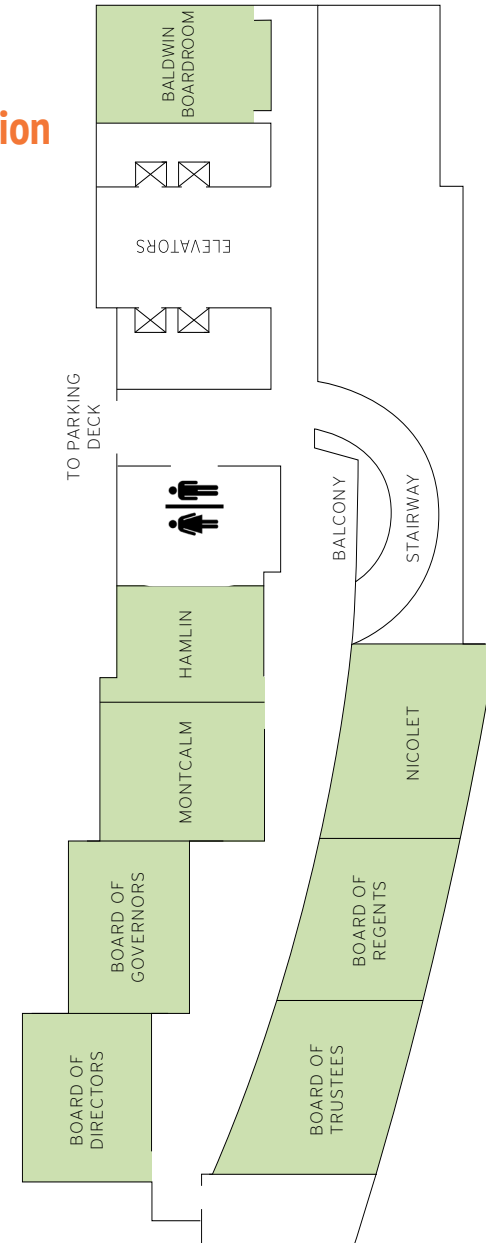 ion
BALDWIN
BOARDROOM
ELEVATORS
TO PARKING
DECK
BALCONY
STAIRWAY
HAMLIN
MONTCALM
NICOLET
BOARD OF
GOVERNORS
BOARD OF
REGENTS
BOARD OF
DIRECTORS
BOARD OF
TRUSTEES